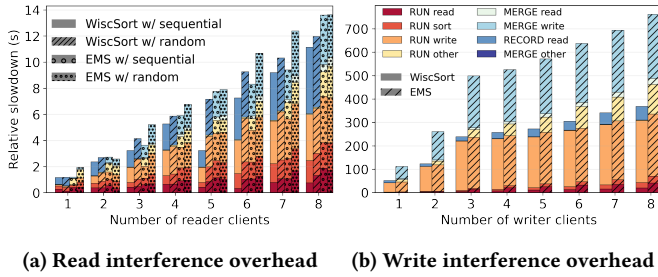 Relative slowdown (s)
14
12
10
8
6
4
2
0
WiscSort w/ sequential
WiscSort w/ random
EMS w/ sequential
EMS w/ random
1 2 3 4 5 6 7 8
Number of reader clients
(a) Read interference overhead
RUN read
RUN sort
RUN write
RUN other
MERGE read
MERGE write
RECORD read
MERGE other
700
600
500
400
300
200
100
0
WiscSort
EMS
1 2 3 4 5 6 7 8
Number of writer clients
(b) Write interference overhead